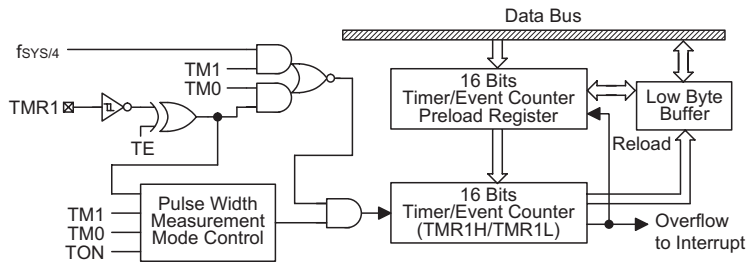 Data Bus
fSYS/4
TM1
TM0
TMR1
TE
16 Bits
Timer/Event Counter
Preload Register
Low Byte
Buffer
Reload
TM1
TM0
TON
Pulse Width
Measurement
Mode Control
16 Bits
Timer/Event Counter
(TMR1H/TMR1L)
Overflow
to Interrupt